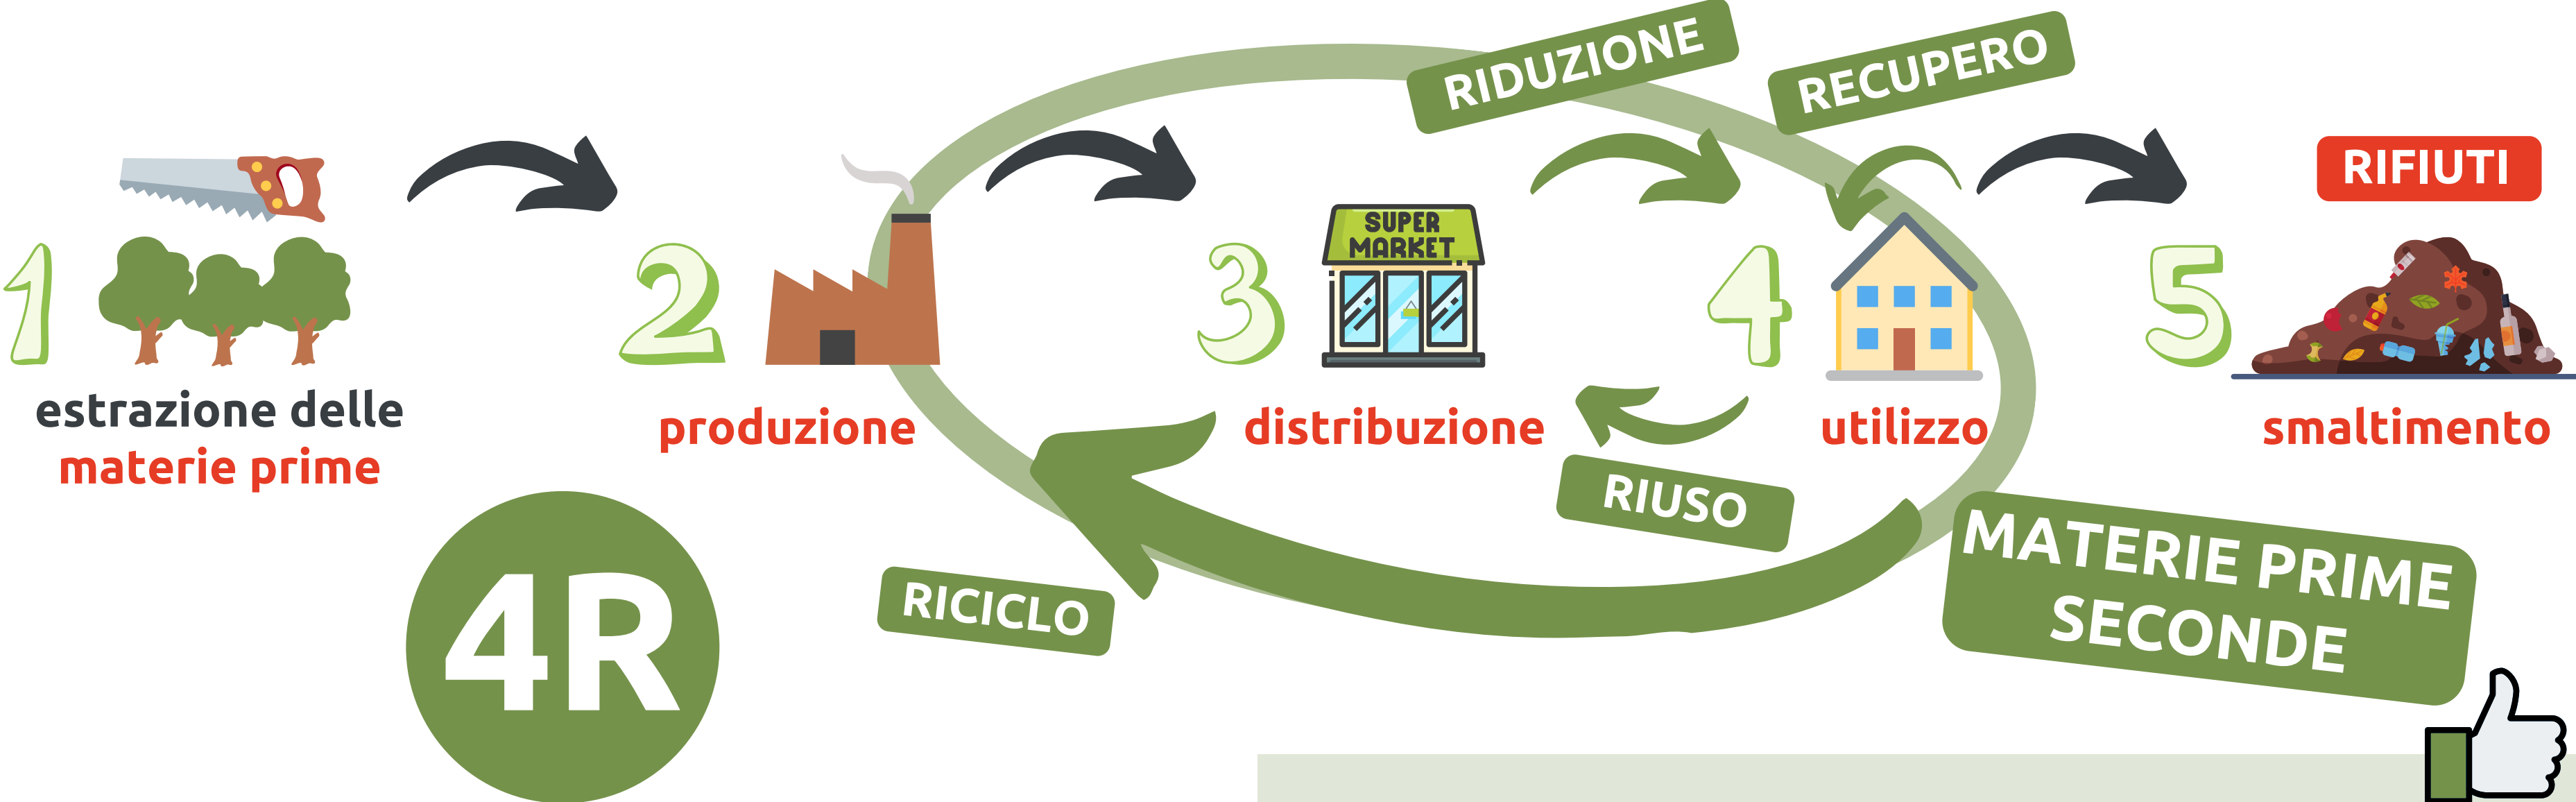 RIDUZIONE
RECUPERO
RIFIUTI
SUPER
MARKET
1
2
3
4
5
estrazione delle
materie prime
produzione
distribuzione
utilizzo
smaltimento
RIUSO
MATERIE PRIME
SECONDE
RICICLO
4R